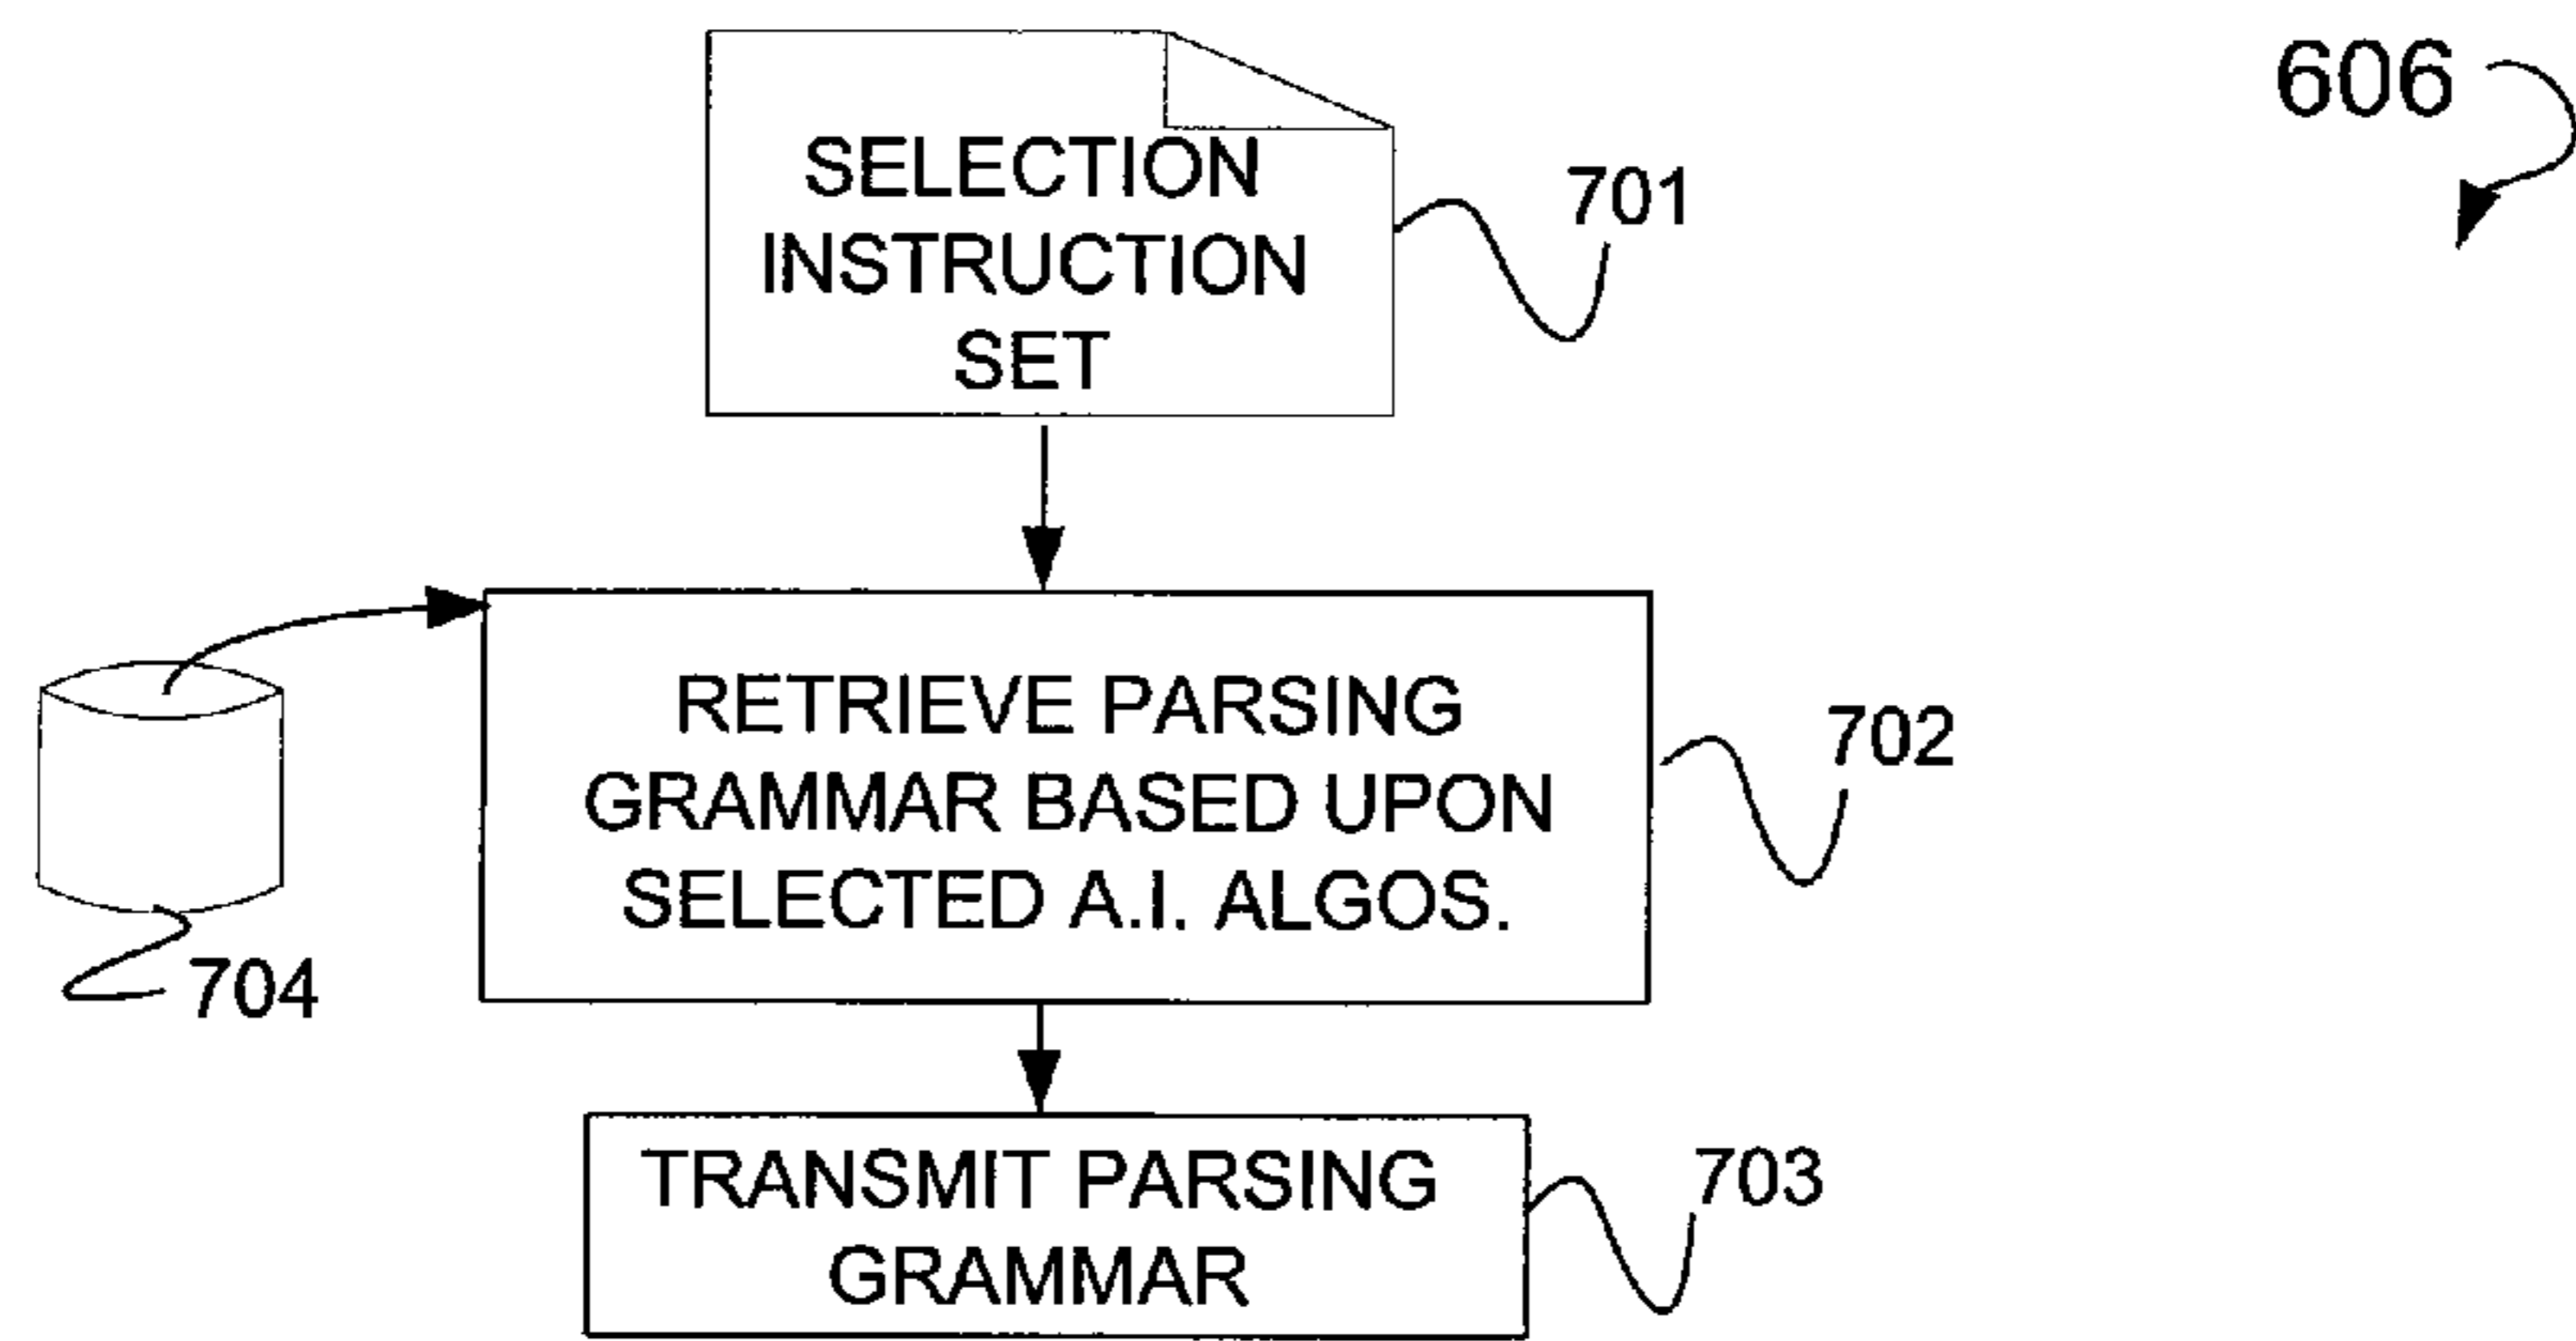 606
SELECTION
INSTRUCTION
SET
701
RETRIEVE PARSING
GRAMMAR BASED UPON
SELECTED A.I. ALGOS.
702
704
TRANSMIT PARSING
GRAMMAR
703